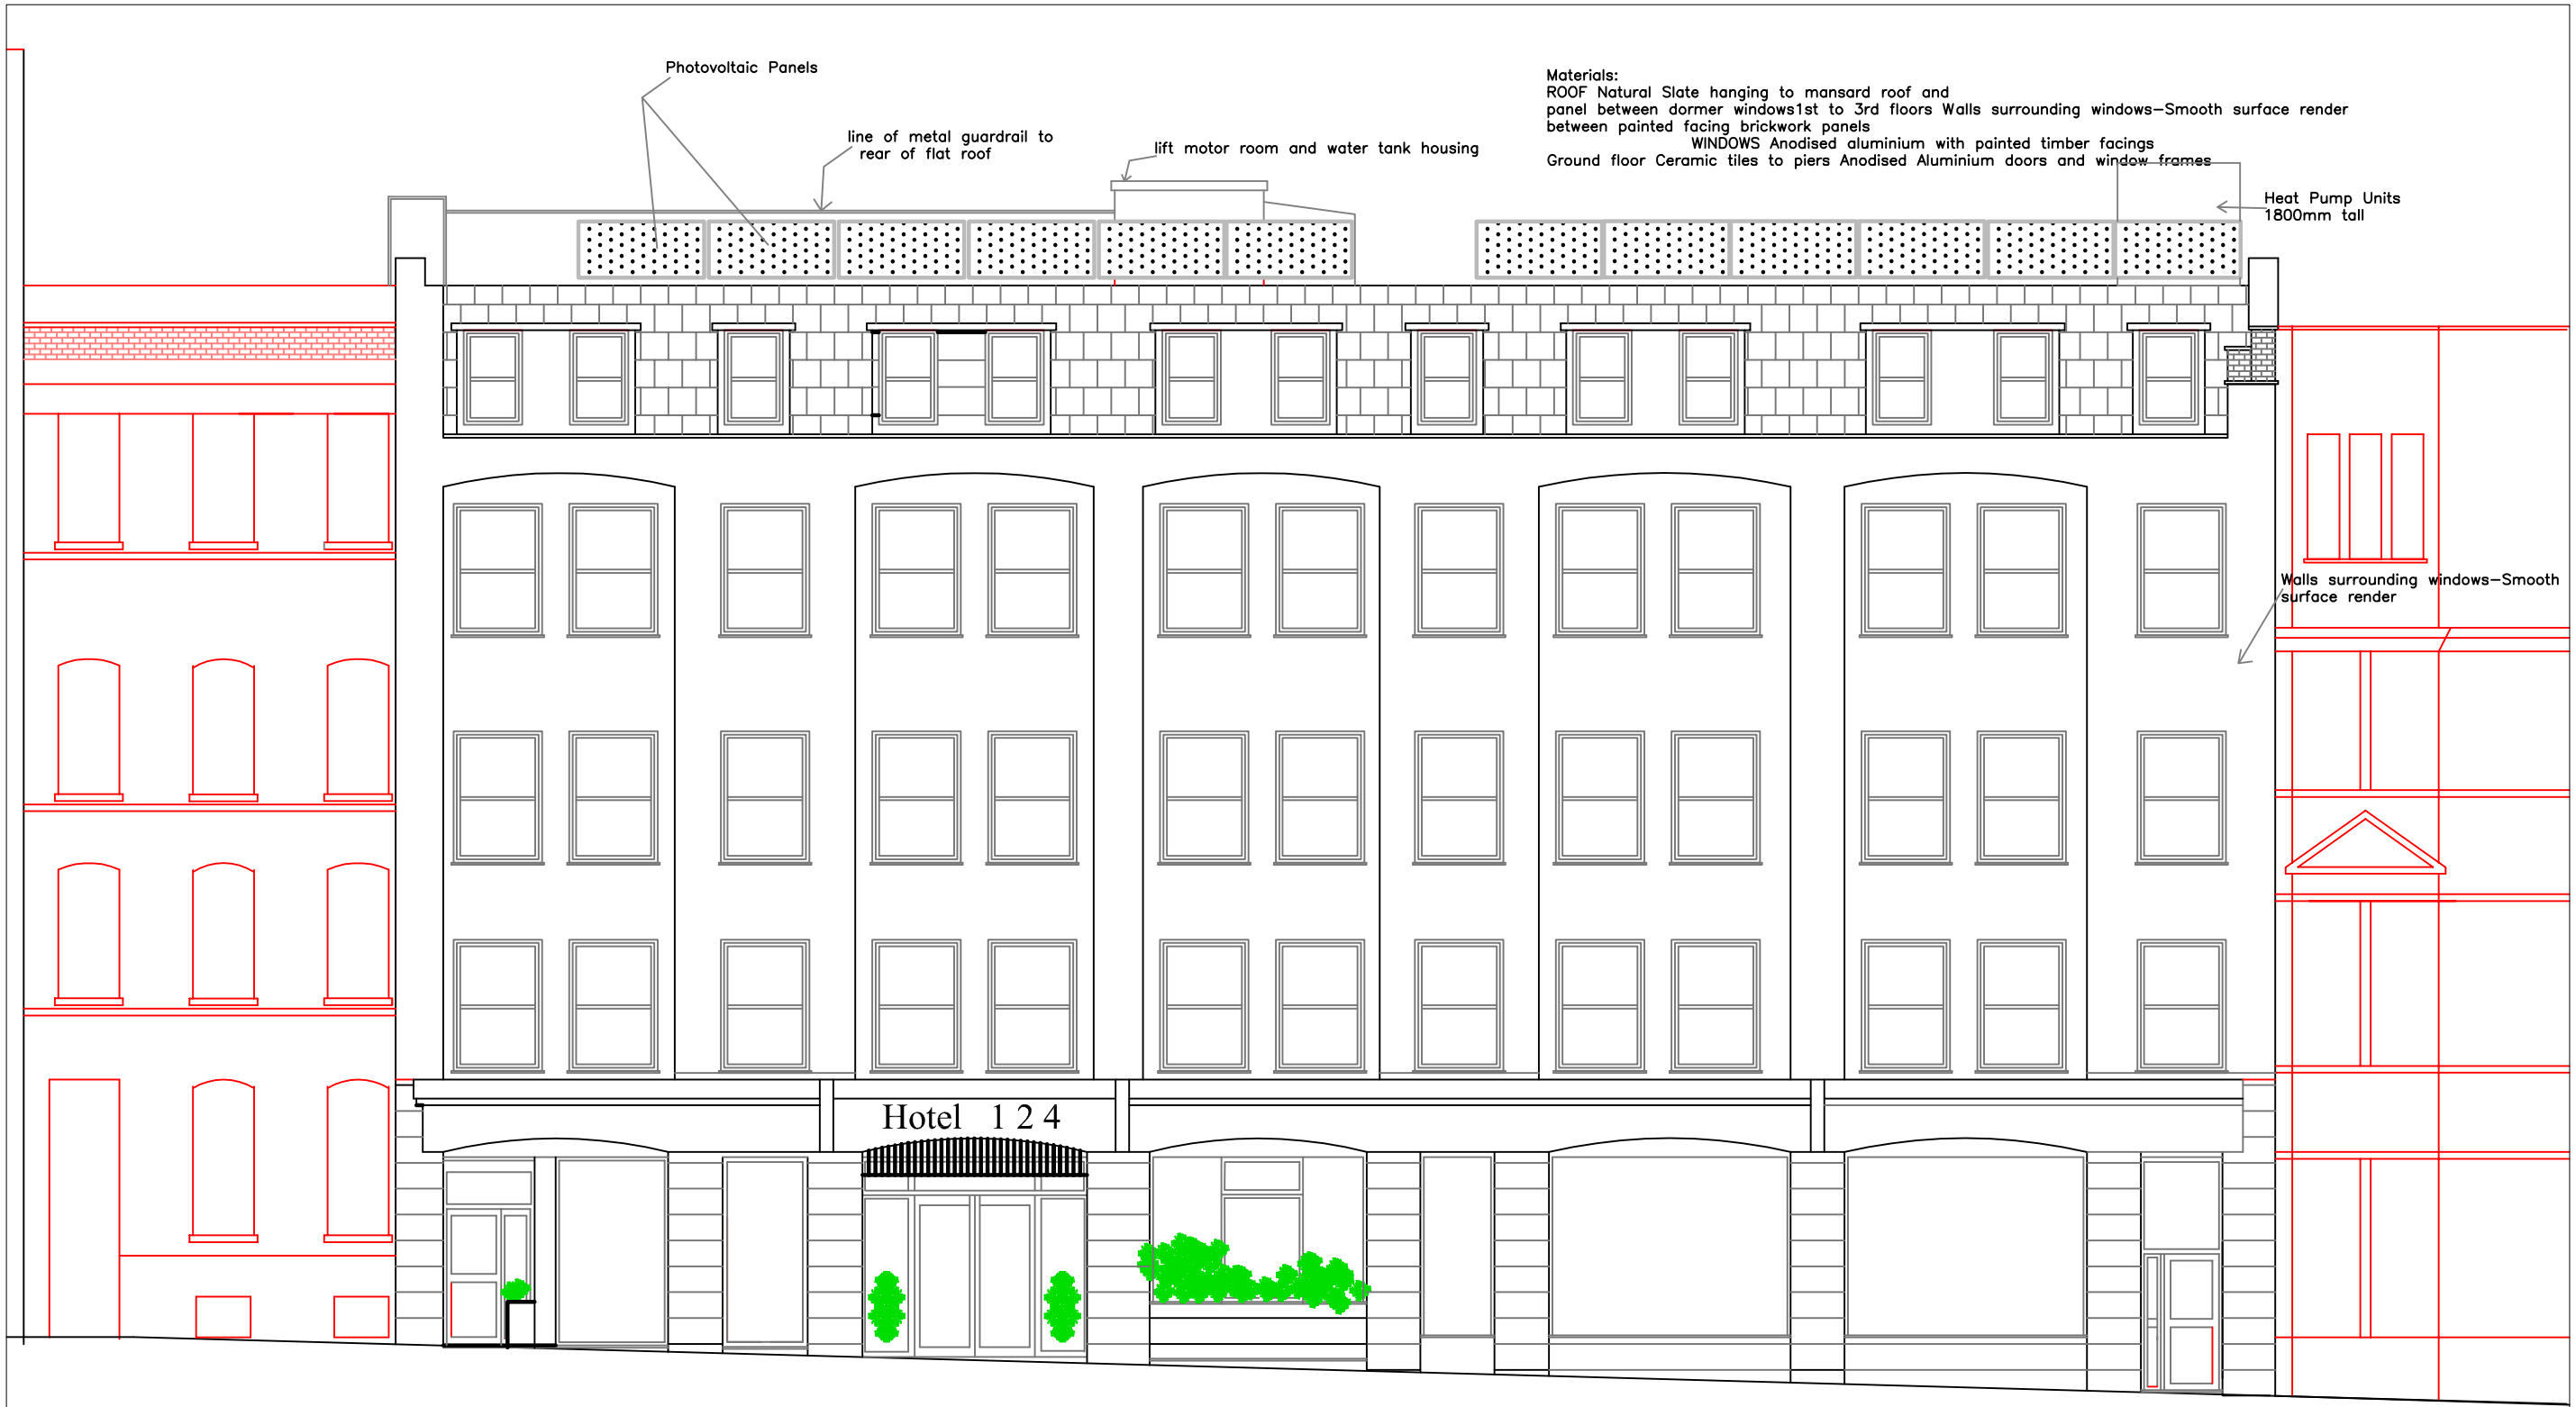 Photovoltaic Panels
line of metal guardrail to
rear of flat roof
lift motor room and water tank housing
Materials:
ROOF Natural Slate hanging to mansard roof and
panel between dormer windows1st to 3rd floors Walls surrounding windows-Smooth surface render
between painted facing brickwork panels
WINDOWS Anodised aluminium with painted timber facings
Ground floor Ceramic tiles to piers Anodised Aluminium doors and window frames
Heat Pump Units
1800mm tall
Walls surrounding windows-Smooth
surface render
Hotel 124